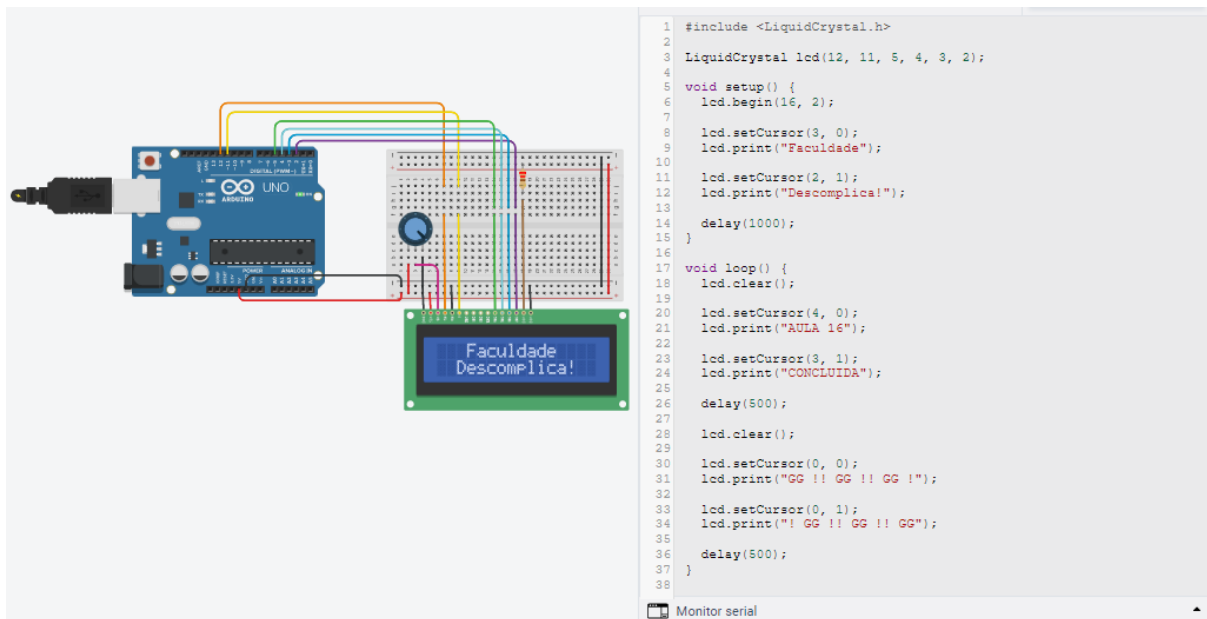 DIGITAL (PWM~)
UNO
ARDUINO
POWER
ANALOG IN
Faculdade
Descomplica!
1 #include <LiquidCrystal.h>
2
3 LiquidCrystal lcd(12, 11, 5, 4, 3, 2);
4
5 void setup() {
6 lcd.begin(16, 2);
7
8 lcd.setCursor(3, 0);
9 lcd.print("Faculdade");
10
11 lcd.setCursor(2, 1);
12 lcd.print("Descomplica!");
13
14 delay(1000);
15 }
16
17 void loop() {
18 lcd.clear();
19
20 lcd.setCursor(4, 0);
21 lcd.print("AULA 16");
22
23 lcd.setCursor(3, 1);
24 lcd.print("CONCLUIDA");
25
26 delay(500);
27
28 lcd.clear();
29
30 lcd.setCursor(0, 0);
31 lcd.print("GG !! GG !! GG !");
32
33 lcd.setCursor(0, 1);
34 lcd.print("! GG !! GG !! GG");
35
36 delay(500);
37 }
38
Monitor serial